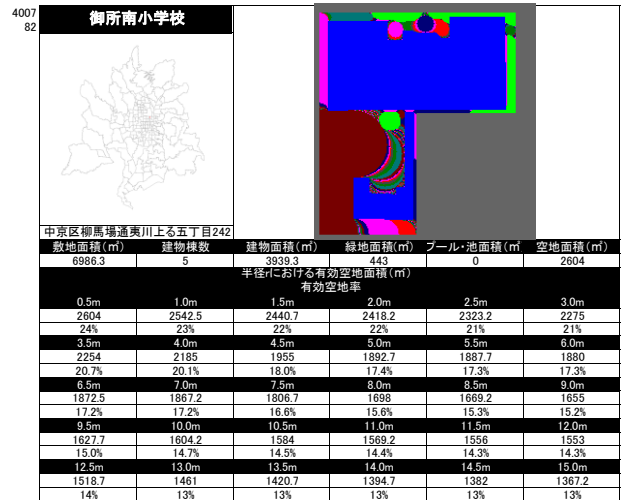 4007
82
御所南小学校
中京区柳馬場通夷川上る五丁目242
敷地面積(㎡) 建物棟数 建物面積(㎡) 緑地面積(㎡) プール・池面積(㎡ 空地面積(㎡)
6986.3 5 3939.3 443 0 2604
半径rにおける有効空地面積(㎡)
有効空地率
0.5m 1.0m 1.5m 2.0m 2.5m 3.0m
2604 2542.5 2440.7 2418.2 2323.2 2275
24% 23% 22% 22% 21% 21%
3.5m 4.0m 4.5m 5.0m 5.5m 6.0m
2254 2185 1955 1892.7 1887.7 1880
20.7% 20.1% 18.0% 17.4% 17.3% 17.3%
6.5m 7.0m 7.5m 8.0m 8.5m 9.0m
1872.5 1867.2 1806.7 1698 1669.2 1655
17.2% 17.2% 16.6% 15.6% 15.3% 15.2%
9.5m 10.0m 10.5m 11.0m 11.5m 12.0m
1627.7 1604.2 1584 1569.2 1556 1553
15.0% 14.7% 14.5% 14.4% 14.3% 14.3%
12.5m 13.0m 13.5m 14.0m 14.5m 15.0m
1518.7 1461 1420.7 1394.7 1382 1367.2
14% 13% 13% 13% 13% 13%